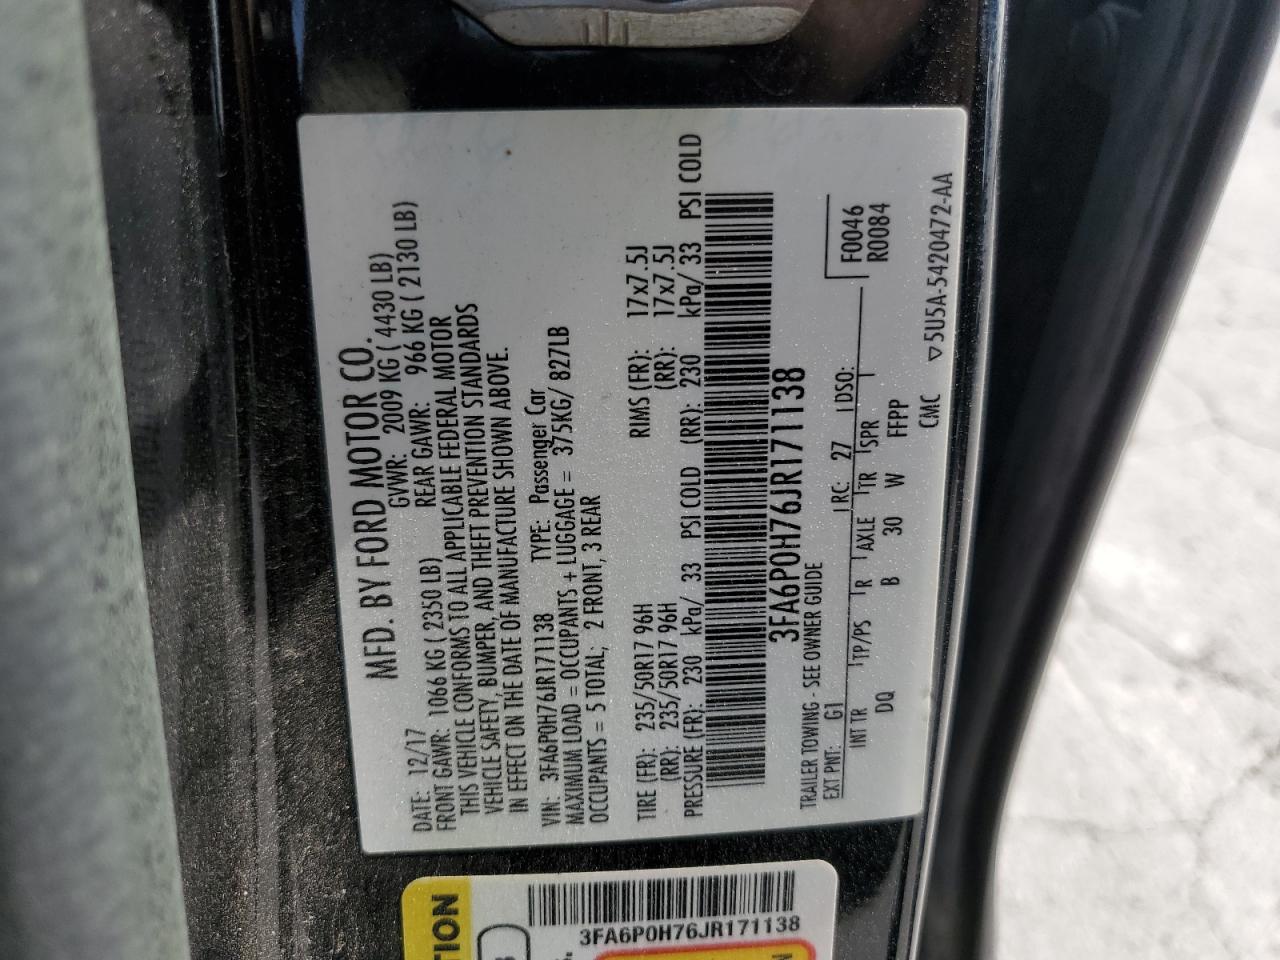 MFD. BY FORD MOTOR CO.
DATE: 12/17 GVWR: 2009 KG ( 4430 LB)
FRONT GAWR: 1066 KG ( 2350 LB) REAR GAWR: 966 KG ( 2130 LB)
THIS VEHICLE CONFORMS TO ALL APPLICABLE FEDERAL MOTOR
VEHICLE SAFETY, BUMPER, AND THEFT PREVENTION STANDARDS
IN EFFECT ON THE DATE OF MANUFACTURE SHOWN ABOVE.
VIN: 3FA6P0H76JR171138 TYPE: Passenger Car
MAXIMUM LOAD = OCCUPANTS + LUGGAGE = 375KG/ 827LB
OCCUPANTS = 5 TOTAL; 2 FRONT, 3 REAR
TIRE (FR): 235/50R17 96H RIMS (FR): 17x7.5J
(RR): 235/50R17 96H (RR): 17x7.5J
PRESSURE (FR): 230 kPa/ 33 PSI COLD (RR): 230 kPa/ 33 PSI COLD
3FA6P0H76JR171138
TRAILER TOWING - SEE OWNER GUIDE
EXT PNT: G1 RC: 27 DSO: F0046
INT TR TP/PS R AXLE TR SPR R0084
DQ B 30 W FFPP
CMC 5U5A-5420472-AA
TION
3FA6P0H76JR171138